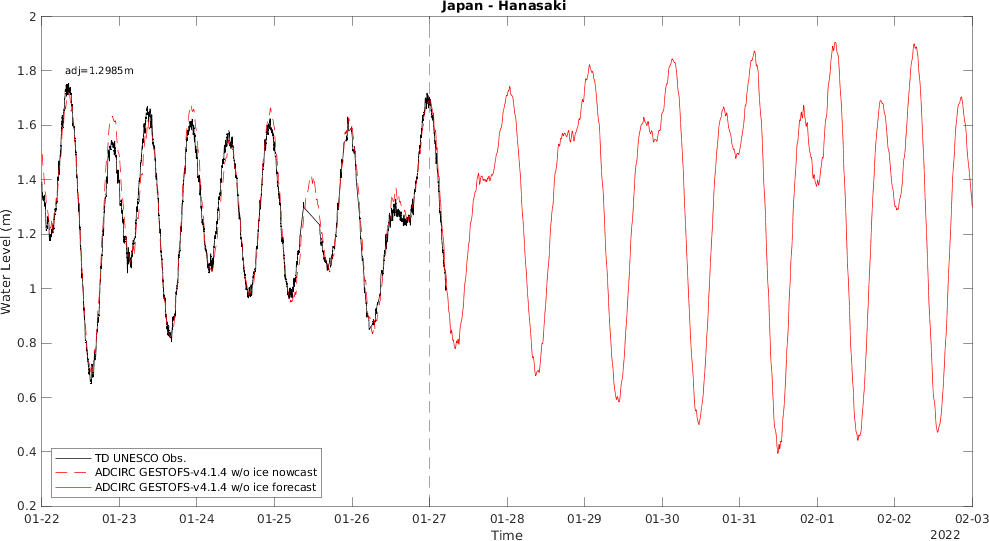 Japan - Hanasaki
adj=1.2985m
2
1.8
1.6
1.4
1.2
1
0.8
0.6
0.4
0.2
Water Level (m)
TD UNESCO Obs.
ADCIRC GESTOFS-v4.1.4 w/o ice nowcast
ADCIRC GESTOFS-v4.1.4 w/o ice forecast
01-22 01-23 01-24 01-25 01-26 01-27 01-28 01-29 01-30 01-31 02-01 02-02 02-03
Time
2022